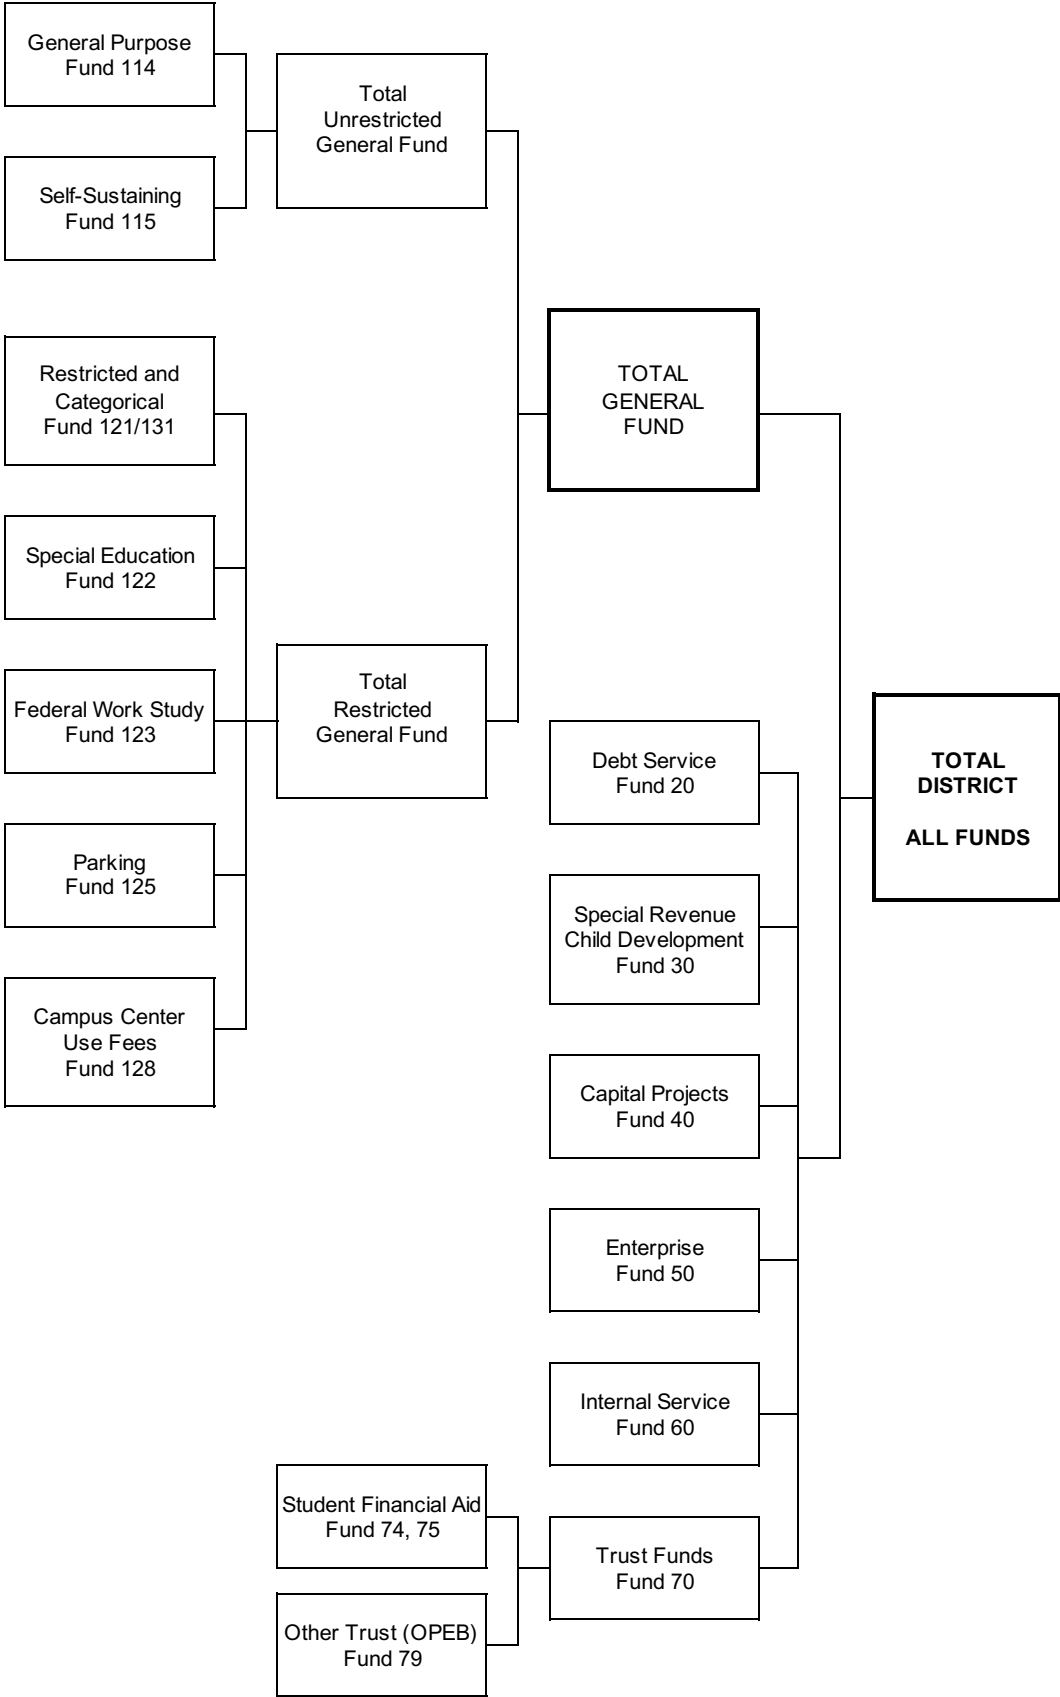 General Purpose
Fund 114
Total
Unrestricted
General Fund
Self-Sustaining
Fund 115
Restricted and
Categorical
Fund 121/131
TOTAL
GENERAL
FUND
Special Education
Fund 122
Total
Restricted
General Fund
Federal Work Study
Fund 123
Debt Service
Fund 20
TOTAL
DISTRICT
ALL FUNDS
Parking
Fund 125
Special Revenue
Child Development
Fund 30
Campus Center
Use Fees
Fund 128
Capital Projects
Fund 40
Enterprise
Fund 50
Internal Service
Fund 60
Student Financial Aid
Fund 74, 75
Trust Funds
Fund 70
Other Trust (OPEB)
Fund 79